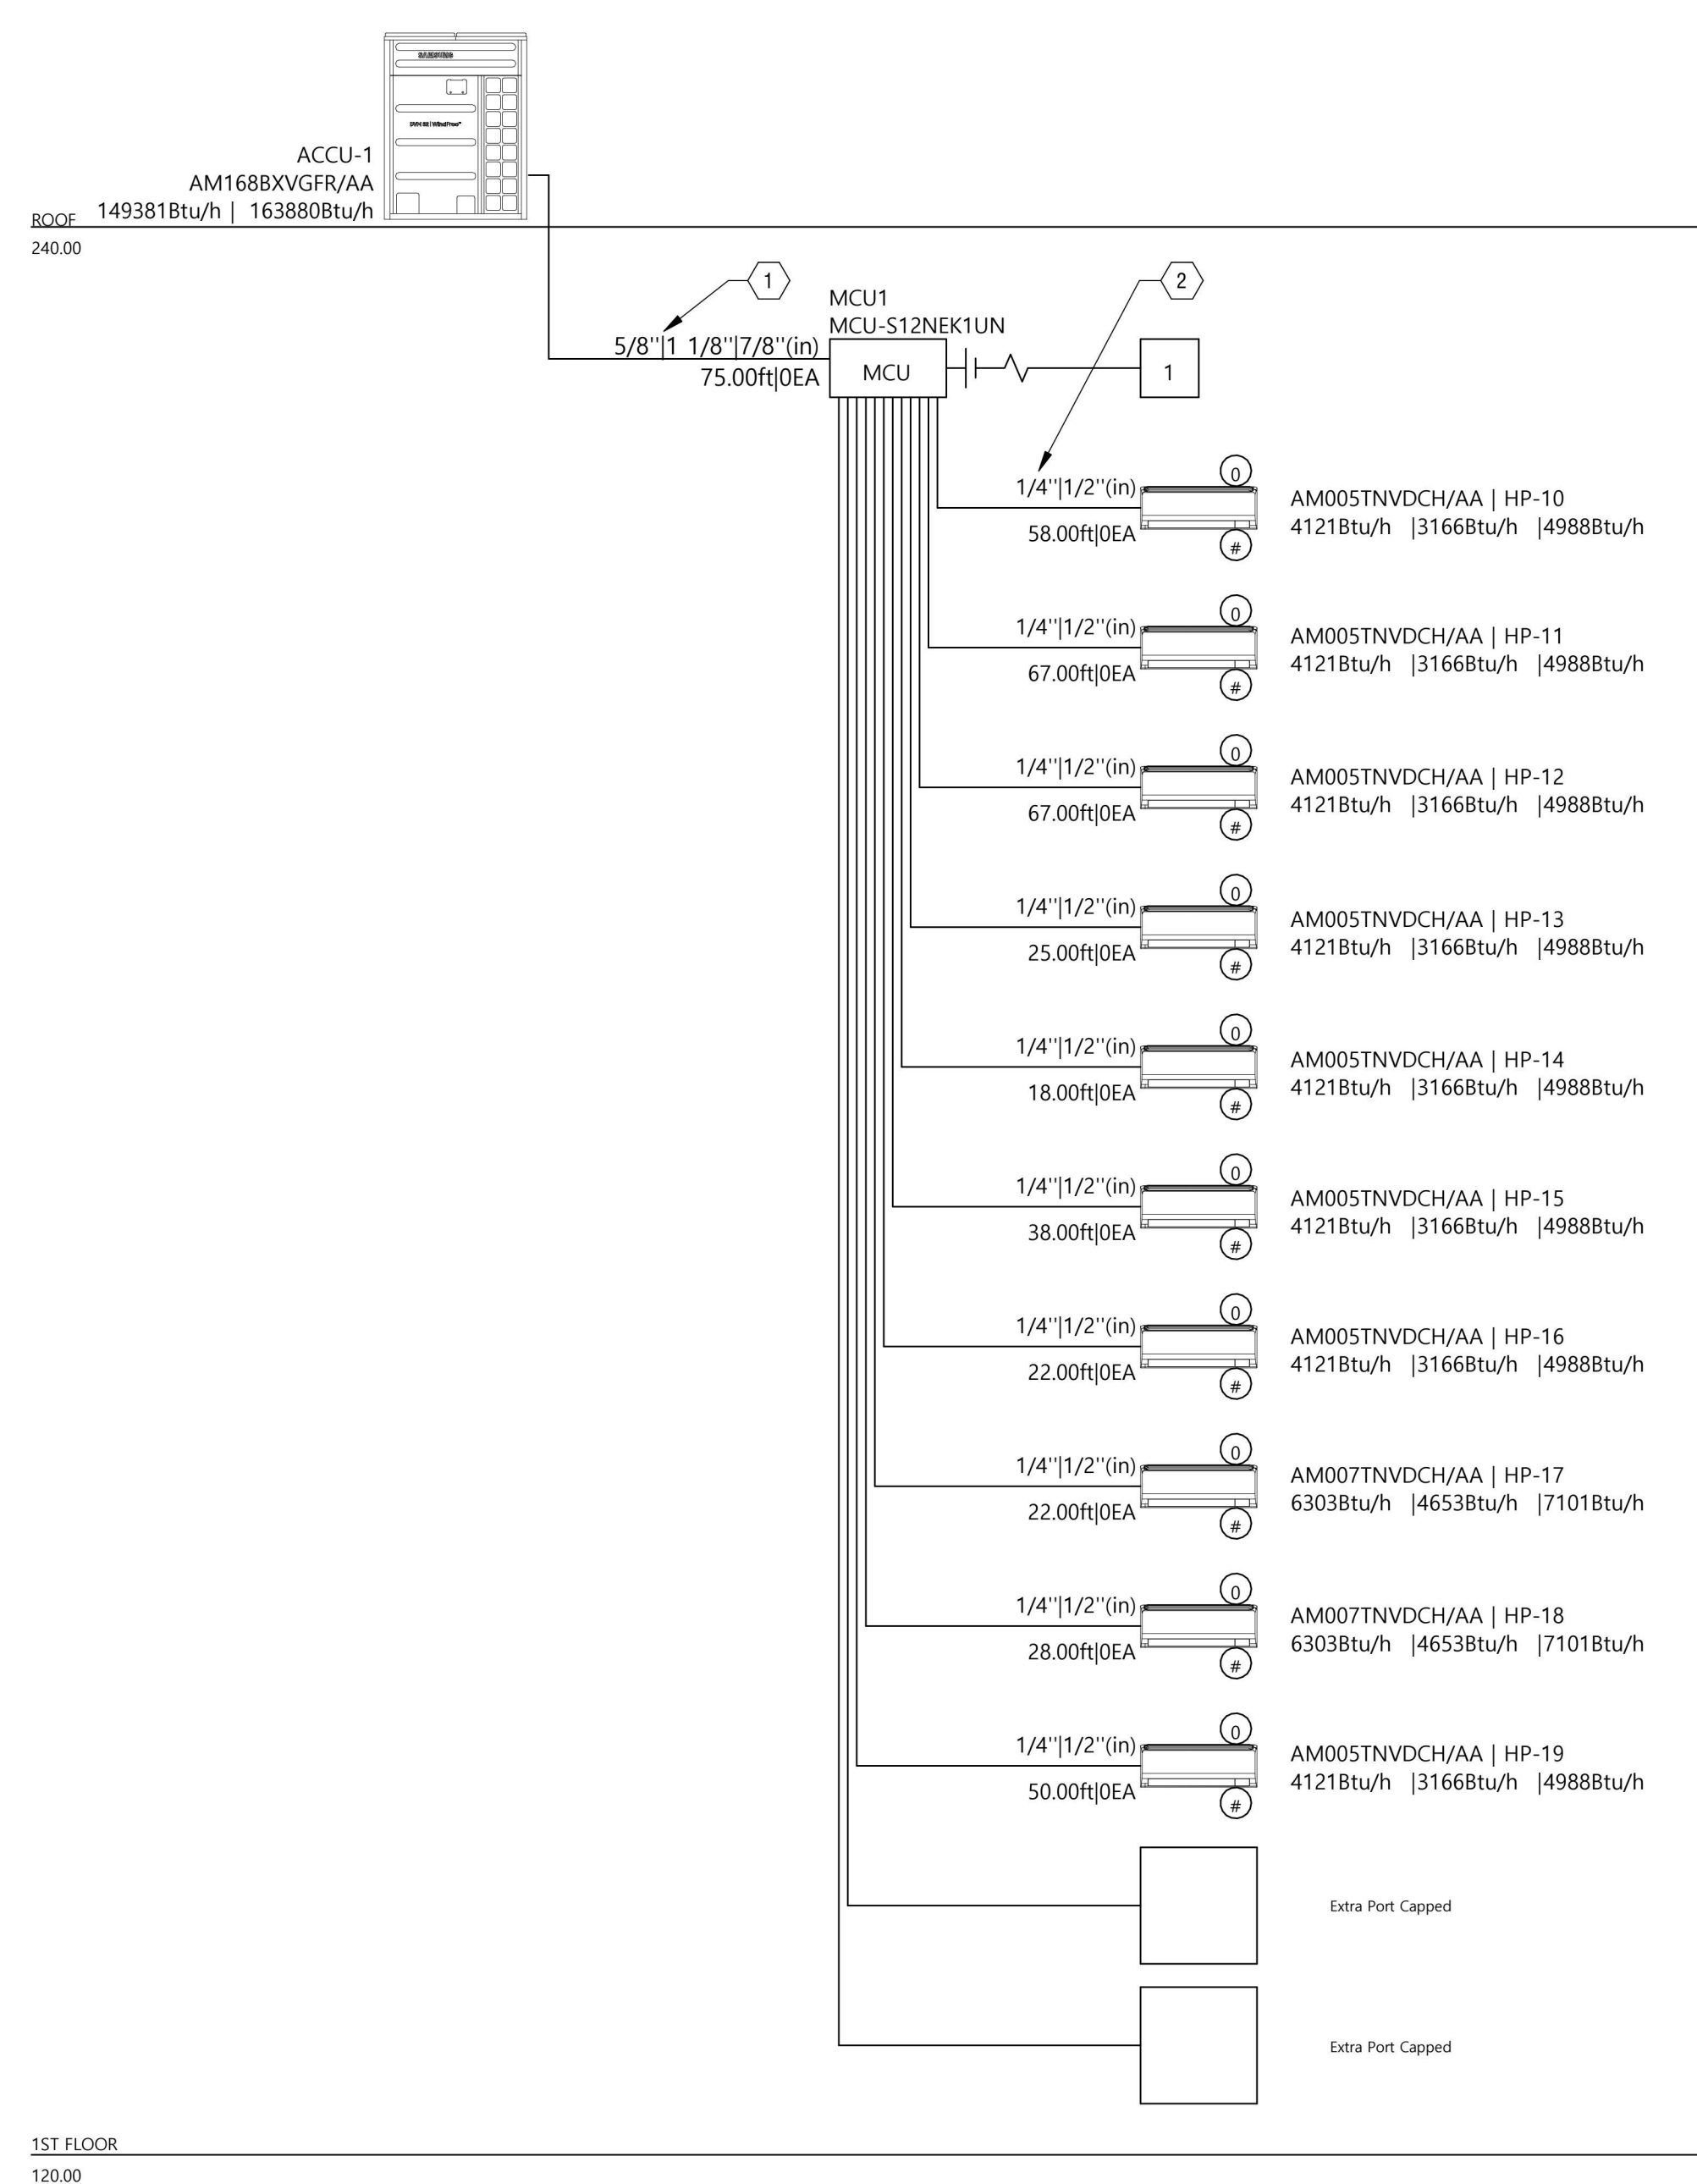 SAMSUNG
DVM S2 | WindFree™
ACCU-1
AM168BXVGFR/AA
149381Btu/h | 163880Btu/h
ROOF
240.00
1
2
MCU1
MCU-S12NEK1UN
5/8''|1 1/8''|7/8''(in)
75.00ft|0EA
MCU
1
1/4''|1/2''(in)
58.00ft|0EA
0
#
AM005TNVDCH/AA | HP-10
4121Btu/h |3166Btu/h |4988Btu/h
1/4''|1/2''(in)
67.00ft|0EA
0
#
AM005TNVDCH/AA | HP-11
4121Btu/h |3166Btu/h |4988Btu/h
1/4''|1/2''(in)
67.00ft|0EA
0
#
AM005TNVDCH/AA | HP-12
4121Btu/h |3166Btu/h |4988Btu/h
1/4''|1/2''(in)
25.00ft|0EA
0
#
AM005TNVDCH/AA | HP-13
4121Btu/h |3166Btu/h |4988Btu/h
1/4''|1/2''(in)
18.00ft|0EA
0
#
AM005TNVDCH/AA | HP-14
4121Btu/h |3166Btu/h |4988Btu/h
1/4''|1/2''(in)
38.00ft|0EA
0
#
AM005TNVDCH/AA | HP-15
4121Btu/h |3166Btu/h |4988Btu/h
1/4''|1/2''(in)
22.00ft|0EA
0
#
AM005TNVDCH/AA | HP-16
4121Btu/h |3166Btu/h |4988Btu/h
1/4''|1/2''(in)
22.00ft|0EA
0
#
AM007TNVDCH/AA | HP-17
6303Btu/h |4653Btu/h |7101Btu/h
1/4''|1/2''(in)
28.00ft|0EA
0
#
AM007TNVDCH/AA | HP-18
6303Btu/h |4653Btu/h |7101Btu/h
1/4''|1/2''(in)
50.00ft|0EA
0
#
AM005TNVDCH/AA | HP-19
4121Btu/h |3166Btu/h |4988Btu/h
Extra Port Capped
Extra Port Capped
1ST FLOOR
120.00